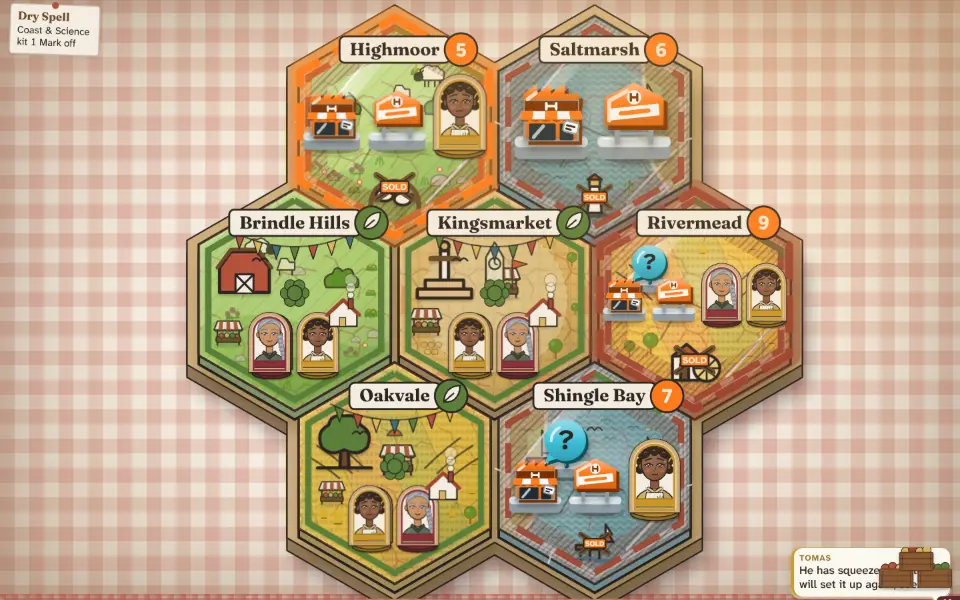 Dry Spell
Coast & Science
kit 1 Mark off
Highmoor 5
Saltmarsh 6
H
H
H
H
SOLD
SOLD
Brindle Hills
Kingsmarket
Rivermead 9
?
H
H
SOLD
Oakvale
Shingle Bay 7
?
H
H
SOLD
TOMAS
He has squeeze
will set it up